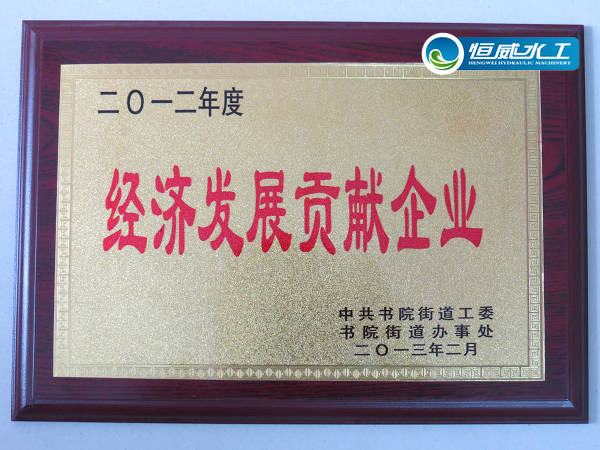 恒威水工
HENGWEI HYDRAULIC MACHINERY
二〇一二年度
经济发展贡献企业
中共书院街道工委
书院街道办事处
二〇一三年二月